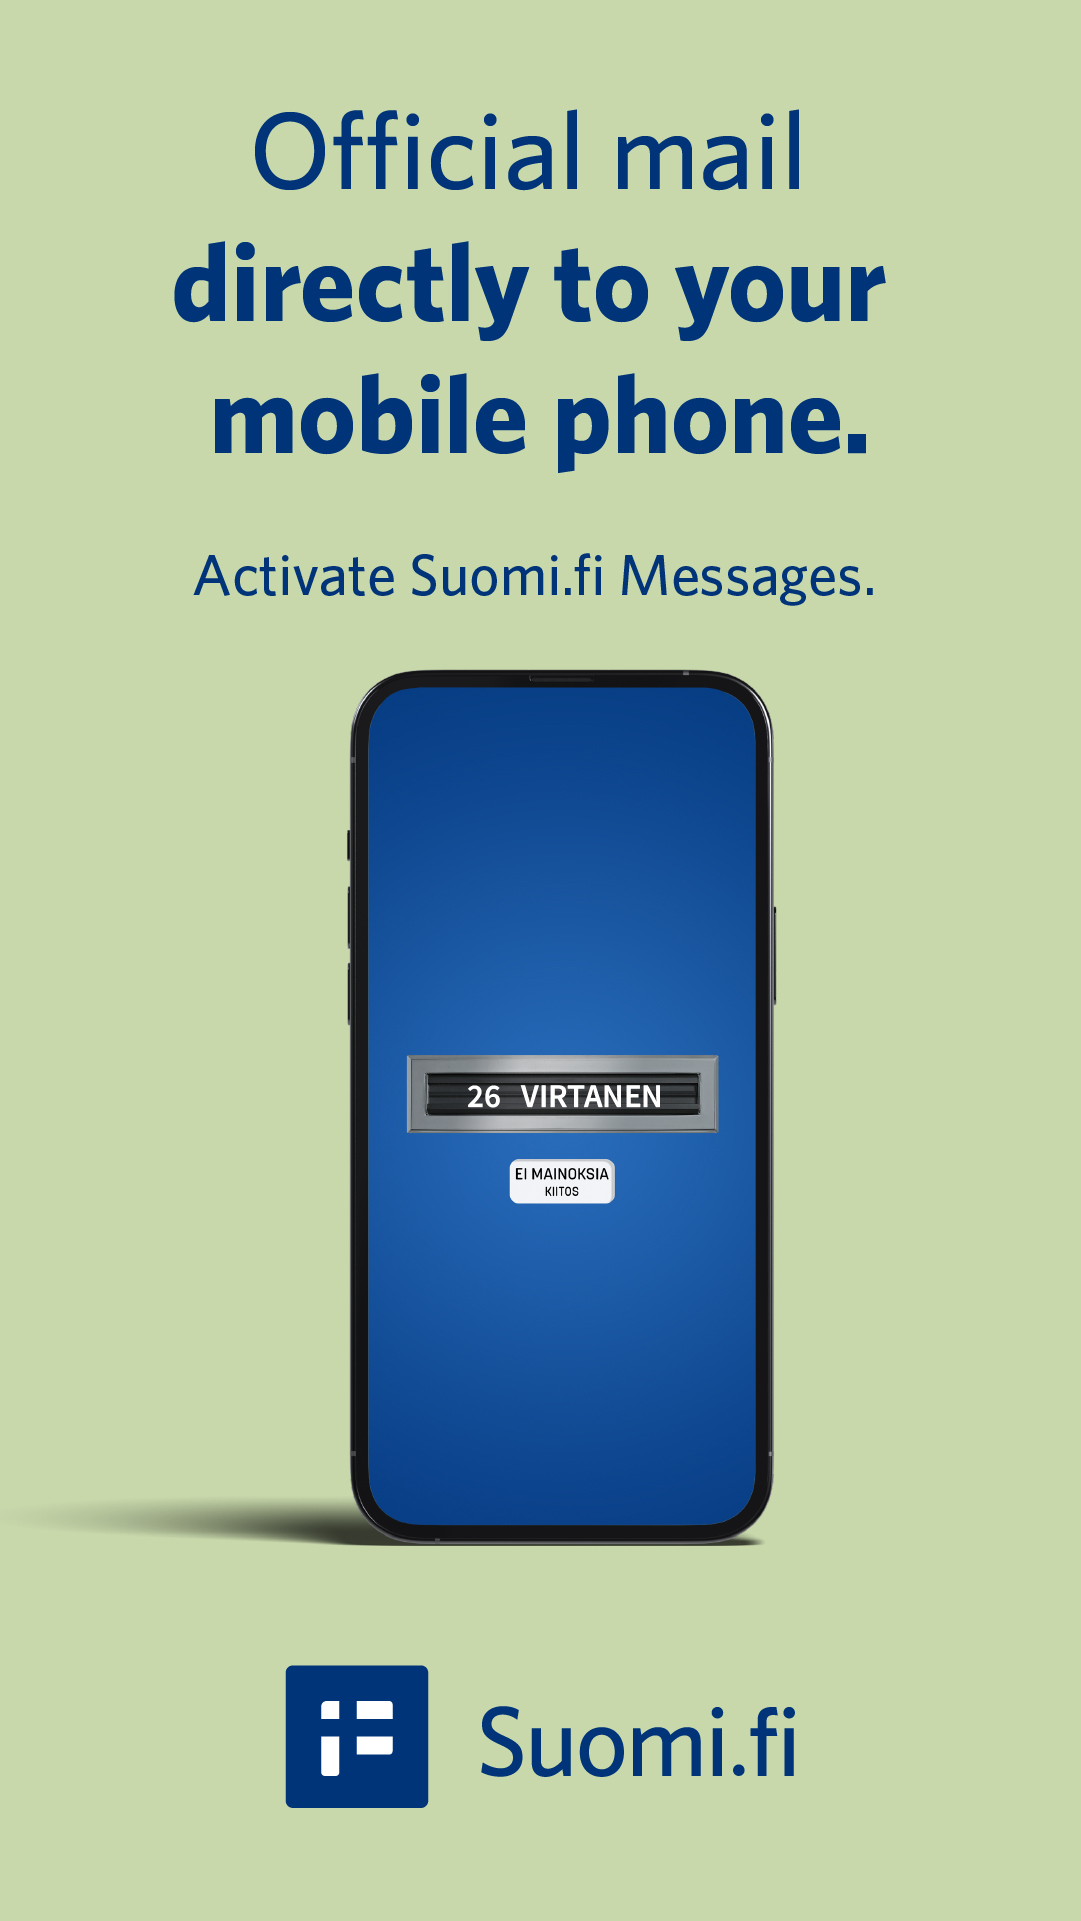 Official mail
directly to your
mobile phone.
Activate Suomi.fi Messages.
26 VIRTANEN
EI MAINOKSIA
KIITOS
Suomi.fi